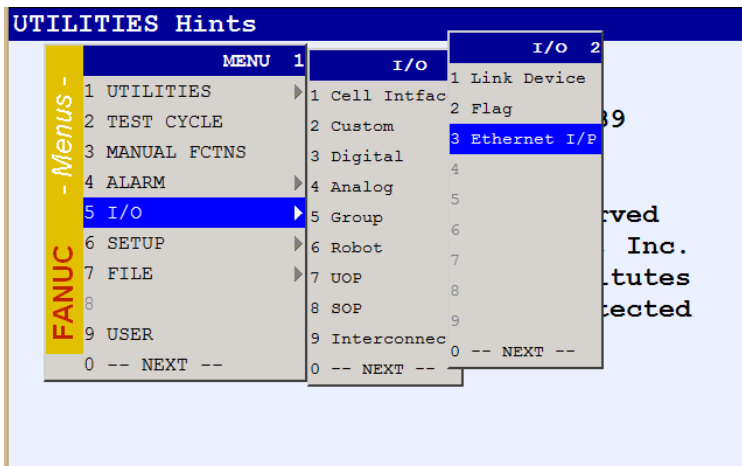 UTILITIES Hints
FANUC - Menus -
MENU 1
1 UTILITIES
2 TEST CYCLE
3 MANUAL FCTNS
4 ALARM
5 I/O
6 SETUP
7 FILE
8
9 USER
0 -- NEXT --
I/O
1 Cell Intfac
2 Custom
3 Digital
4 Analog
5 Group
6 Robot
7 UOP
8 SOP
9 Interconnec
0 -- NEXT --
I/O 2
1 Link Device
2 Flag
3 Ethernet I/P
4
5
6
7
8
9
0 -- NEXT --
39
rved
Inc.
tutes
tected